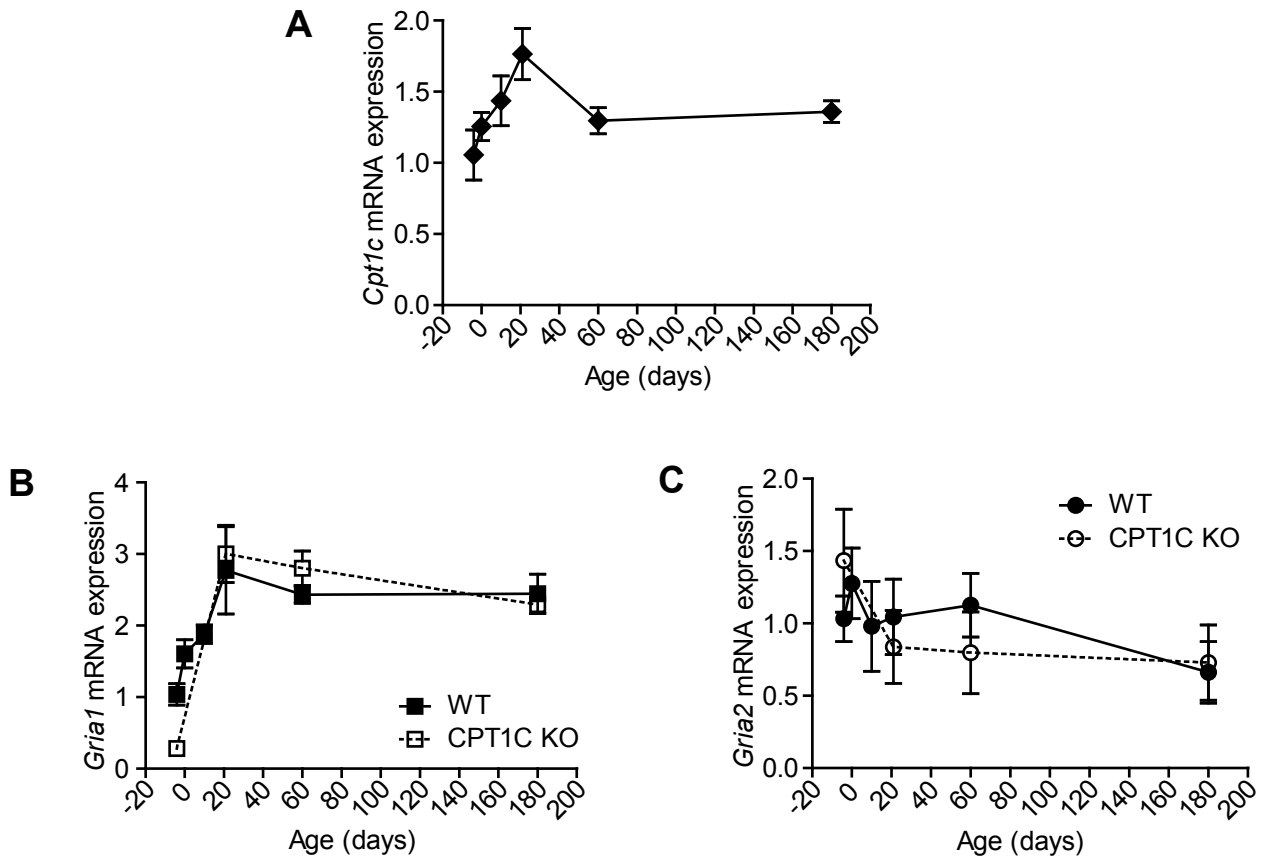 A
Cpt1c mRNA expression
2.0
1.5
1.0
0.5
0.0
-20 0 20 40 60 80 100 120 140 160 180 200
Age (days)
B
Gria1 mRNA expression
4
3
2
1
0
WT
CPT1C KO
-20 0 20 40 60 80 100 120 140 160 180 200
Age (days)
C
Gria2 mRNA expression
2.0
1.5
1.0
0.5
0.0
WT
CPT1C KO
-20 0 20 40 60 80 100 120 140 160 180 200
Age (days)